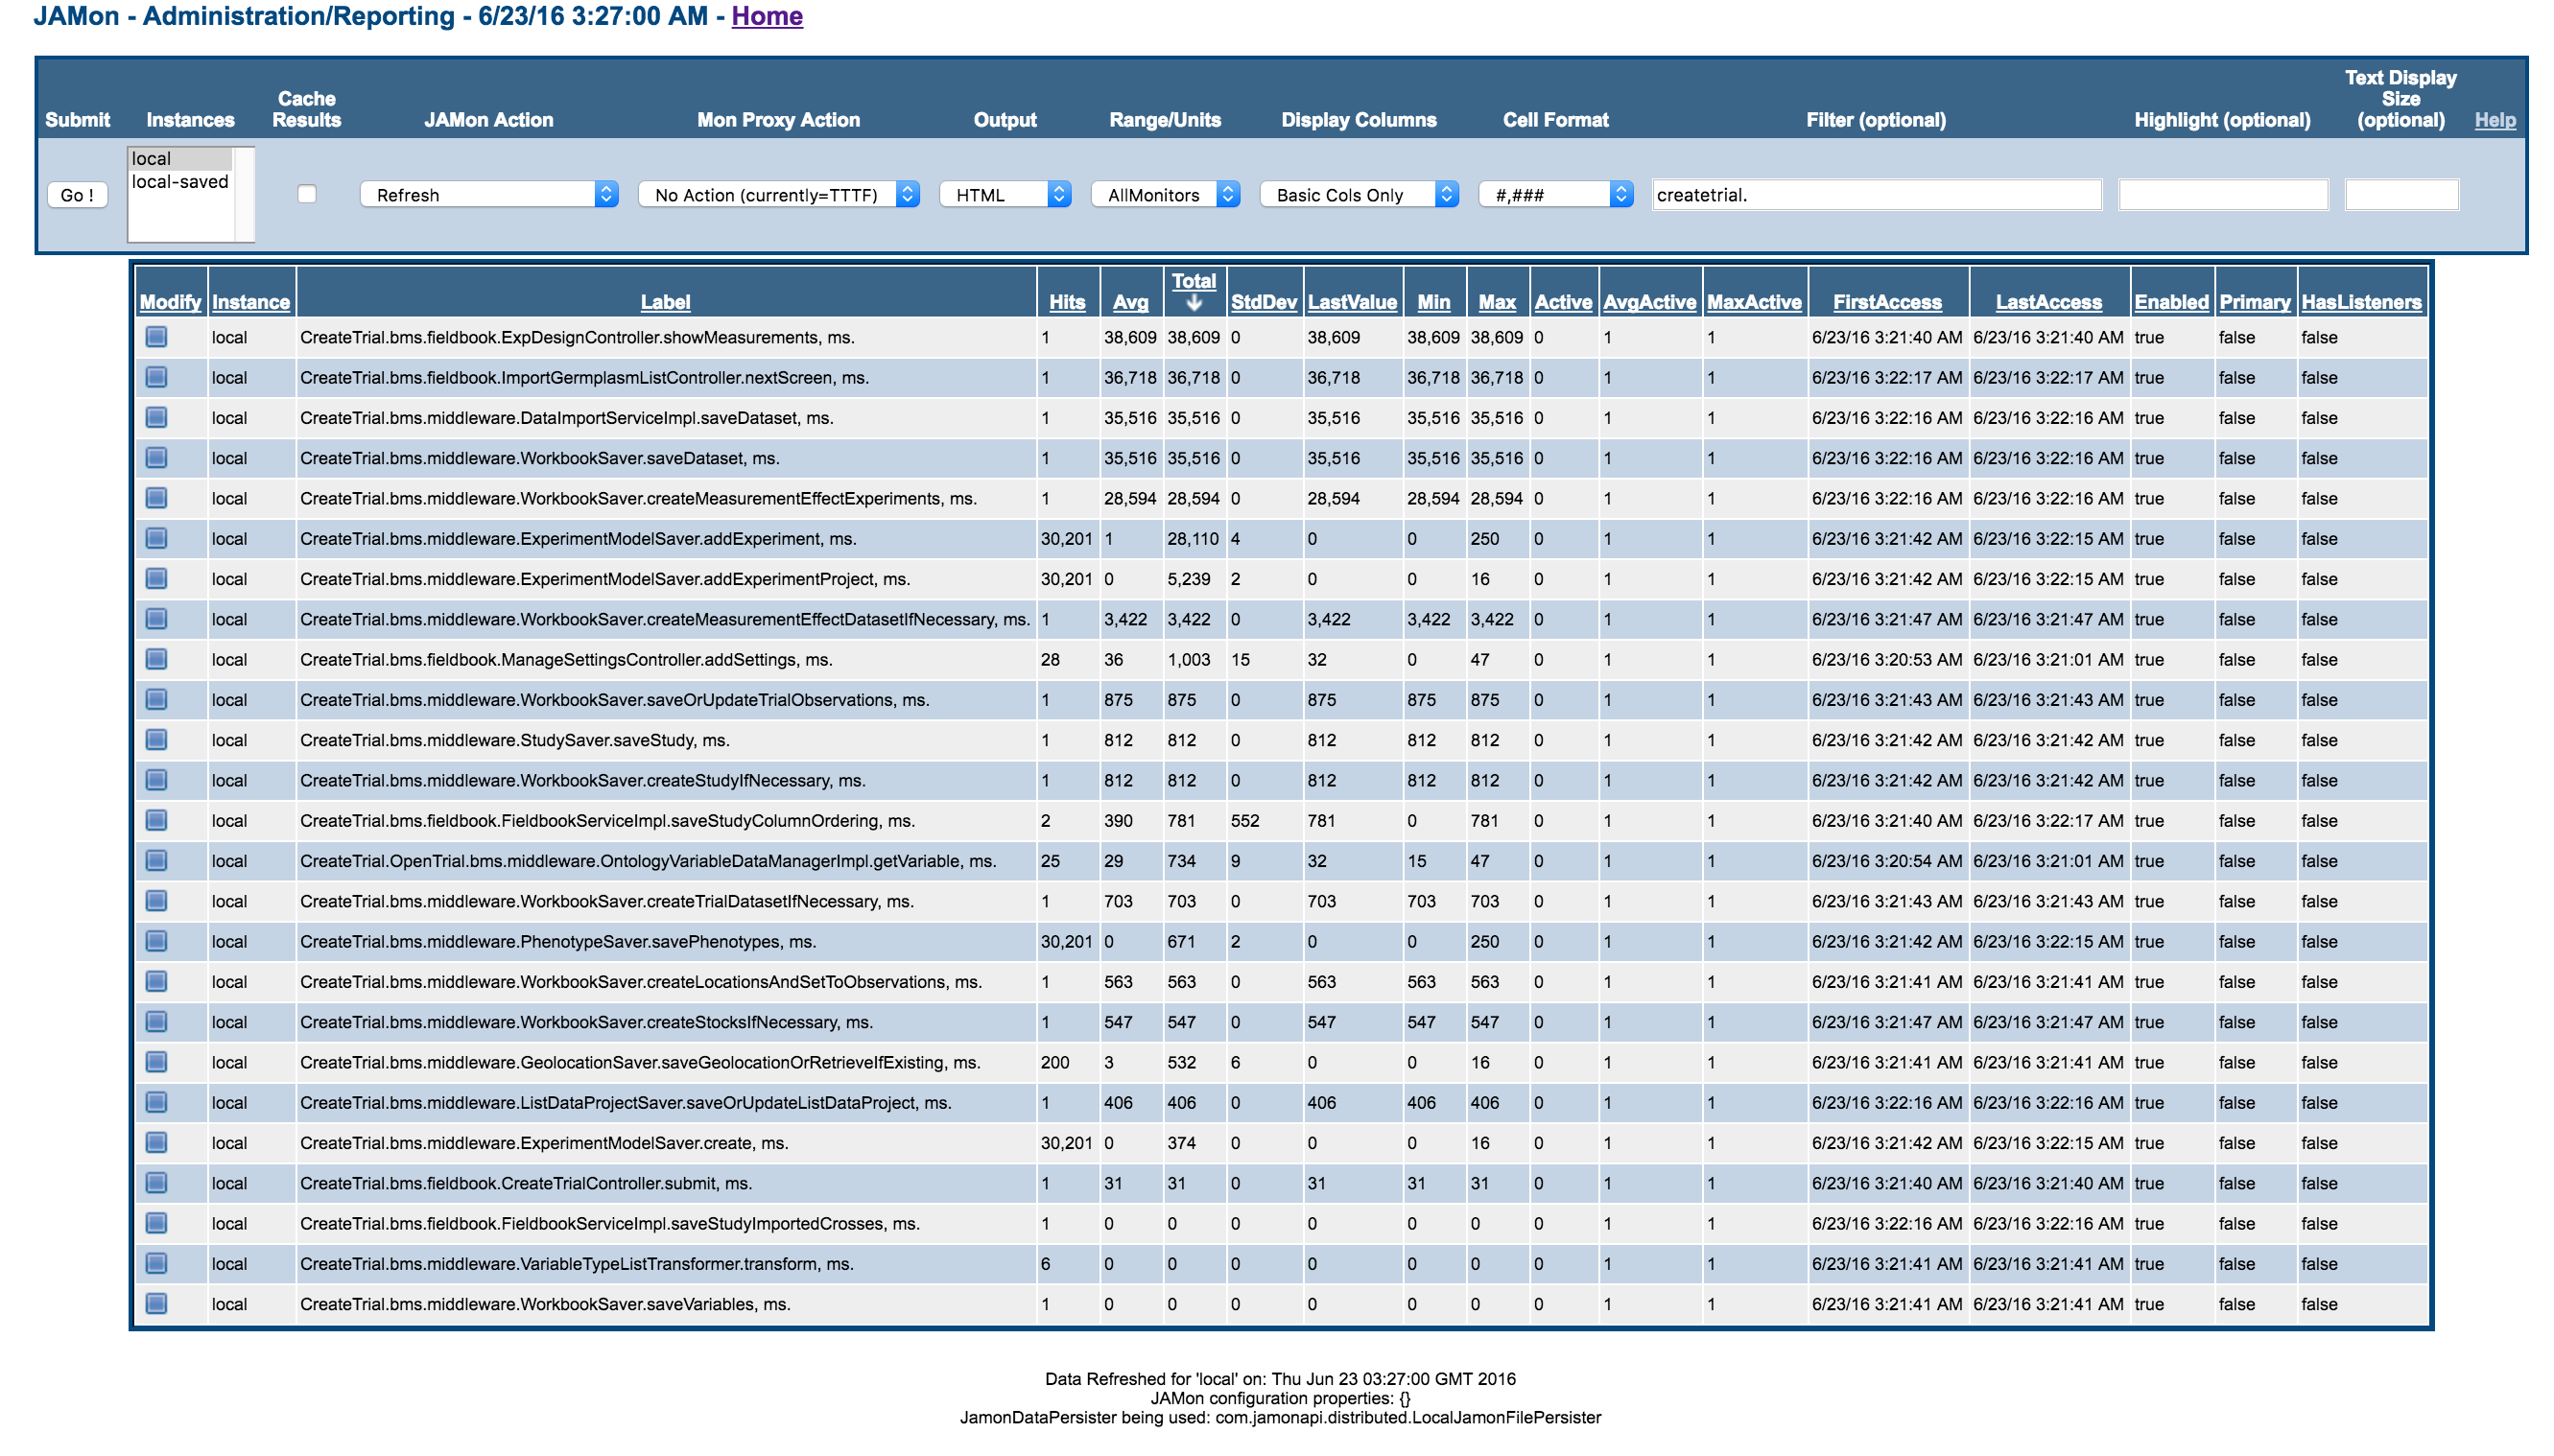 JAMon - Administration/Reporting - 6/23/16 3:27:00 AM - Home
Submit Instances Cache Results JAMon Action Mon Proxy Action Output Range/Units Display Columns Cell Format Filter (optional) Highlight (optional) Text Display Size (optional) Help
Go ! local Refresh No Action (currently=TTTF) HTML AllMonitors Basic Cols Only #,### createtrial.
local-saved
Modify Instance Label Hits Avg Total StdDev LastValue Min Max Active AvgActive MaxActive FirstAccess LastAccess Enabled Primary HasListeners
local CreateTrial.bms.fieldbook.ExpDesignController.showMeasurements, ms. 1 38,609 38,609 0 38,609 38,609 38,609 0 1 1 6/23/16 3:21:40 AM 6/23/16 3:21:40 AM true false false
local CreateTrial.bms.fieldbook.ImportGermplasmListController.nextScreen, ms. 1 36,718 36,718 0 36,718 36,718 36,718 0 1 1 6/23/16 3:22:17 AM 6/23/16 3:22:17 AM true false false
local CreateTrial.bms.middleware.DataImportServiceImpl.saveDataset, ms. 1 35,516 35,516 0 35,516 35,516 35,516 0 1 1 6/23/16 3:22:16 AM 6/23/16 3:22:16 AM true false false
local CreateTrial.bms.middleware.WorkbookSaver.saveDataset, ms. 1 35,516 35,516 0 35,516 35,516 35,516 0 1 1 6/23/16 3:22:16 AM 6/23/16 3:22:16 AM true false false
local CreateTrial.bms.middleware.WorkbookSaver.createMeasurementEffectExperiments, ms. 1 28,594 28,594 0 28,594 28,594 28,594 0 1 1 6/23/16 3:22:16 AM 6/23/16 3:22:16 AM true false false
local CreateTrial.bms.middleware.ExperimentModelSaver.addExperiment, ms. 30,201 1 28,110 4 0 0 250 0 1 1 6/23/16 3:21:42 AM 6/23/16 3:22:15 AM true false false
local CreateTrial.bms.middleware.ExperimentModelSaver.addExperimentProject, ms. 30,201 0 5,239 2 0 0 16 0 1 1 6/23/16 3:21:42 AM 6/23/16 3:22:15 AM true false false
local CreateTrial.bms.middleware.WorkbookSaver.createMeasurementEffectDatasetIfNecessary, ms. 1 3,422 3,422 0 3,422 3,422 3,422 0 1 1 6/23/16 3:21:47 AM 6/23/16 3:21:47 AM true false false
local CreateTrial.bms.fieldbook.ManageSettingsController.addSettings, ms. 28 36 1,003 15 32 0 47 0 1 1 6/23/16 3:20:53 AM 6/23/16 3:21:01 AM true false false
local CreateTrial.bms.middleware.WorkbookSaver.saveOrUpdateTrialObservations, ms. 1 875 875 0 875 875 875 0 1 1 6/23/16 3:21:43 AM 6/23/16 3:21:43 AM true false false
local CreateTrial.bms.middleware.StudySaver.saveStudy, ms. 1 812 812 0 812 812 812 0 1 1 6/23/16 3:21:42 AM 6/23/16 3:21:42 AM true false false
local CreateTrial.bms.middleware.WorkbookSaver.createStudyIfNecessary, ms. 1 812 812 0 812 812 812 0 1 1 6/23/16 3:21:42 AM 6/23/16 3:21:42 AM true false false
local CreateTrial.bms.fieldbook.FieldbookServiceImpl.saveStudyColumnOrdering, ms. 2 390 781 552 781 0 781 0 1 1 6/23/16 3:21:40 AM 6/23/16 3:22:17 AM true false false
local CreateTrial.OpenTrial.bms.middleware.OntologyVariableDataManagerImpl.getVariable, ms. 25 29 734 9 32 15 47 0 1 1 6/23/16 3:20:54 AM 6/23/16 3:21:01 AM true false false
local CreateTrial.bms.middleware.WorkbookSaver.createTrialDatasetIfNecessary, ms. 1 703 703 0 703 703 703 0 1 1 6/23/16 3:21:43 AM 6/23/16 3:21:43 AM true false false
local CreateTrial.bms.middleware.PhenotypeSaver.savePhenotypes, ms. 30,201 0 671 2 0 0 250 0 1 1 6/23/16 3:21:42 AM 6/23/16 3:22:15 AM true false false
local CreateTrial.bms.middleware.WorkbookSaver.createLocationsAndSetToObservations, ms. 1 563 563 0 563 563 563 0 1 1 6/23/16 3:21:41 AM 6/23/16 3:21:41 AM true false false
local CreateTrial.bms.middleware.WorkbookSaver.createStocksIfNecessary, ms. 1 547 547 0 547 547 547 0 1 1 6/23/16 3:21:47 AM 6/23/16 3:21:47 AM true false false
local CreateTrial.bms.middleware.GeolocationSaver.saveGeolocationOrRetrieveIfExisting, ms. 200 3 532 6 0 0 16 0 1 1 6/23/16 3:21:41 AM 6/23/16 3:21:41 AM true false false
local CreateTrial.bms.middleware.ListDataProjectSaver.saveOrUpdateListDataProject, ms. 1 406 406 0 406 406 406 0 1 1 6/23/16 3:22:16 AM 6/23/16 3:22:16 AM true false false
local CreateTrial.bms.middleware.ExperimentModelSaver.create, ms. 30,201 0 374 0 0 0 16 0 1 1 6/23/16 3:21:42 AM 6/23/16 3:22:15 AM true false false
local CreateTrial.bms.fieldbook.CreateTrialController.submit, ms. 1 31 31 0 31 31 31 0 1 1 6/23/16 3:21:40 AM 6/23/16 3:21:40 AM true false false
local CreateTrial.bms.fieldbook.FieldbookServiceImpl.saveStudyImportedCrosses, ms. 1 0 0 0 0 0 0 0 1 1 6/23/16 3:22:16 AM 6/23/16 3:22:16 AM true false false
local CreateTrial.bms.middleware.VariableTypeListTransformer.transform, ms. 6 0 0 0 0 0 0 0 1 1 6/23/16 3:21:41 AM 6/23/16 3:21:41 AM true false false
local CreateTrial.bms.middleware.WorkbookSaver.saveVariables, ms. 1 0 0 0 0 0 0 0 1 1 6/23/16 3:21:41 AM 6/23/16 3:21:41 AM true false false
Data Refreshed for 'local' on: Thu Jun 23 03:27:00 GMT 2016
JAMon configuration properties: {}
JamonDataPersister being used: com.jamonapi.distributed.LocalJamonFilePersister